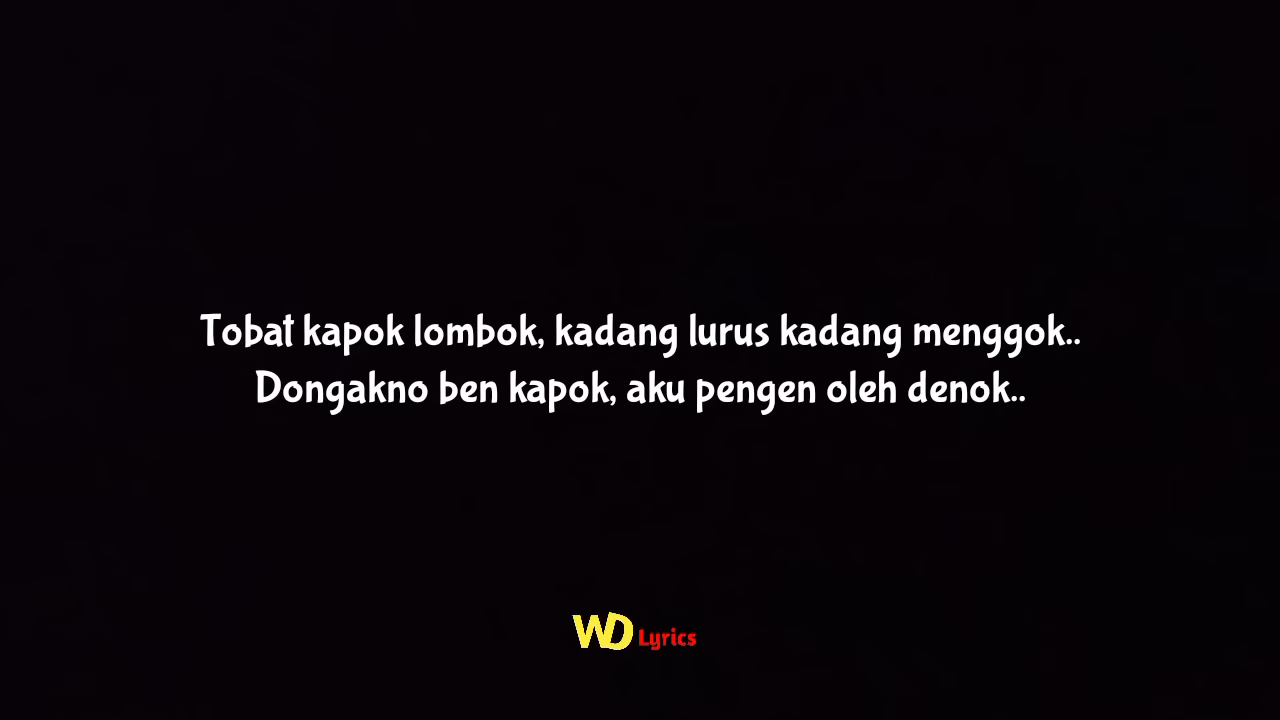 Tobat kapok lombok, kadang lurus kadang menggok..
Dongakno ben kapok, aku pengen oleh denok..
WD Lyrics